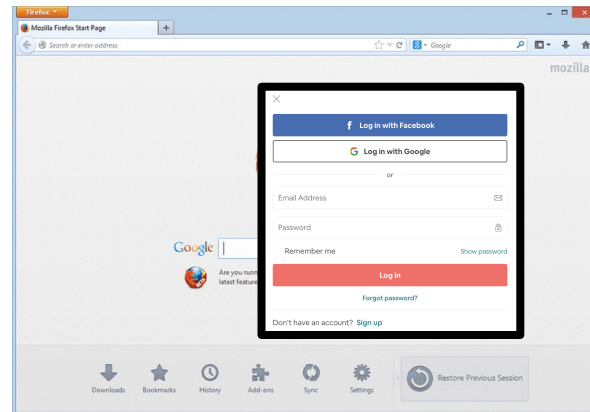 Firefox
Mozilla Firefox Start Page
Search or enter address
Google
mozilla
Log in with Facebook
Log in with Google
or
Email Address
Password
Remember me
Show password
Log in
Forgot password?
Don't have an account? Sign up
Google
Are you runn
latest feature
Downloads
Bookmarks
History
Add-ons
Sync
Settings
Restore Previous Session